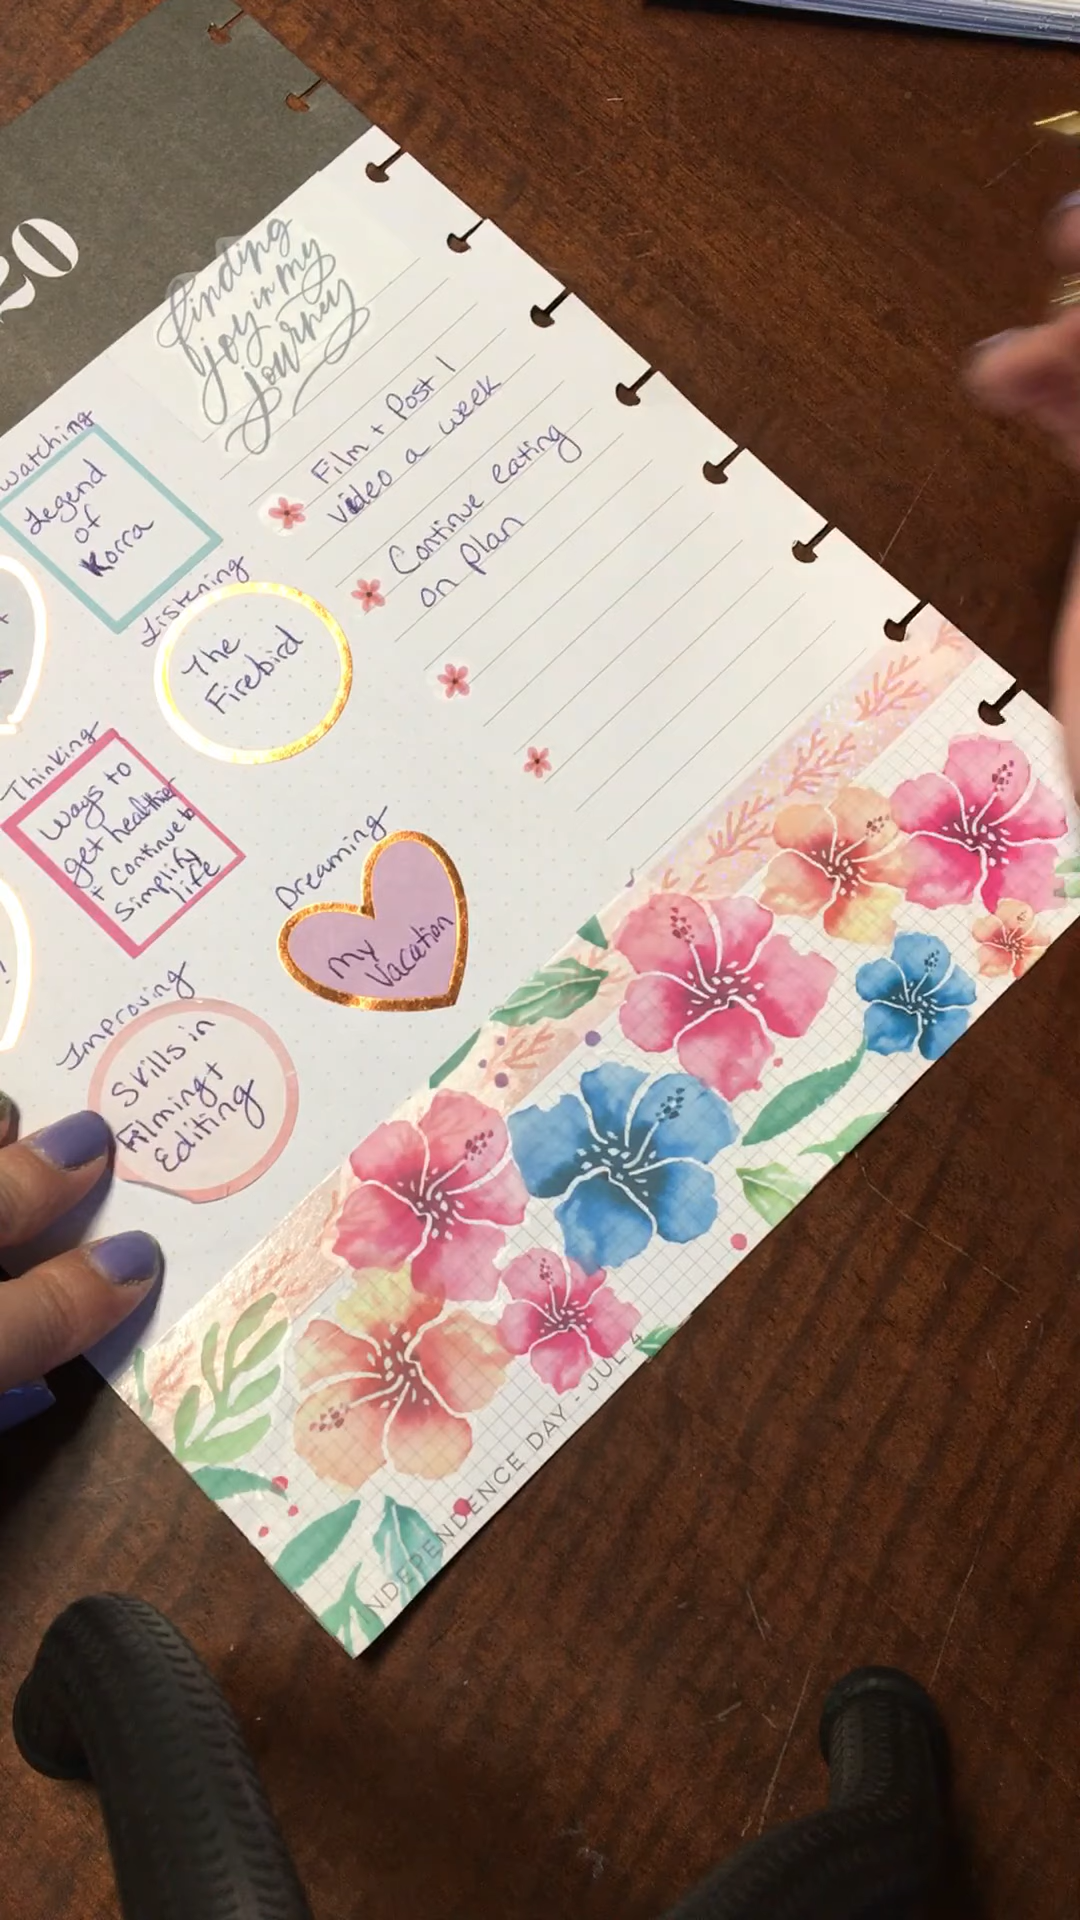 20
finding
joy in my
journey
Watching
Legend
of
Korra
Listening
The
Firebird
Thinking
Ways to
get healthier
+ Continue to
Simplify
life
Dreaming
My
Vacation
Improving
Skills in
Filming +
Editing
Film + Post 1
video a week
Continue eating
on plan
INDEPENDENCE DAY - JUL 4